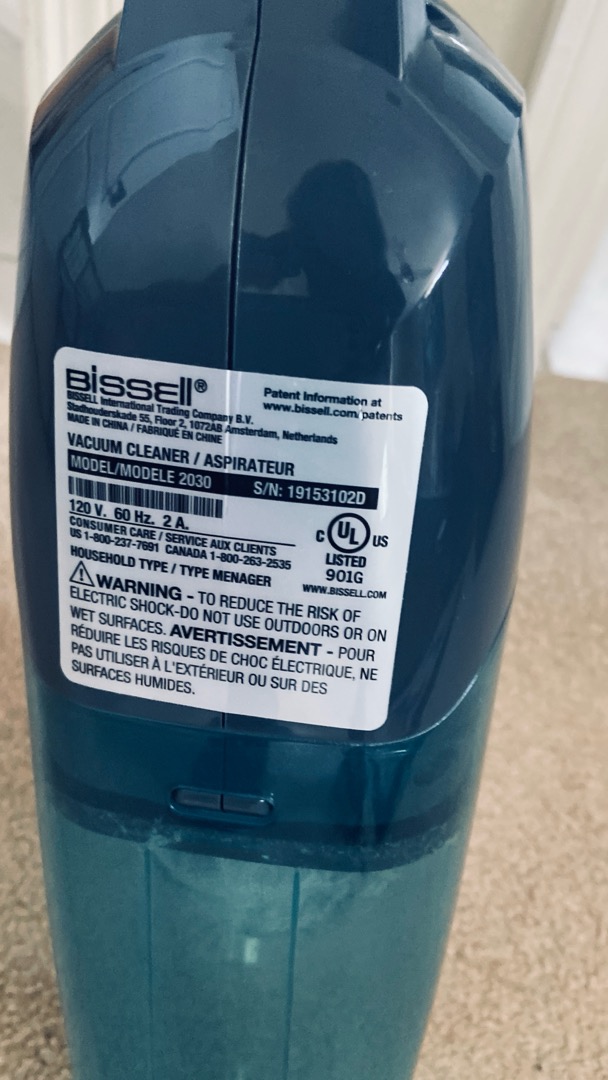 BISSELL®
Patent Information at
www.bissell.com/patents
BISSELL International Trading Company B.V.
Stadhouderskade 55, Floor 2, 1072AB Amsterdam, Netherlands
MADE IN CHINA / FABRIQUÉ EN CHINE
VACUUM CLEANER / ASPIRATEUR
MODEL/MODELE 2030 S/N: 19153102D
120 V. 60 Hz. 2 A.
CONSUMER CARE / SERVICE AUX CLIENTS
US 1-800-237-7691 CANADA 1-800-263-2535
HOUSEHOLD TYPE / TYPE MENAGER
C UL US
LISTED
901G
WWW.BISSELL.COM
WARNING - TO REDUCE THE RISK OF
ELECTRIC SHOCK-DO NOT USE OUTDOORS OR ON
WET SURFACES. AVERTISSEMENT - POUR
RÉDUIRE LES RISQUES DE CHOC ÉLECTRIQUE, NE
PAS UTILISER À L'EXTÉRIEUR OU SUR DES
SURFACES HUMIDES.